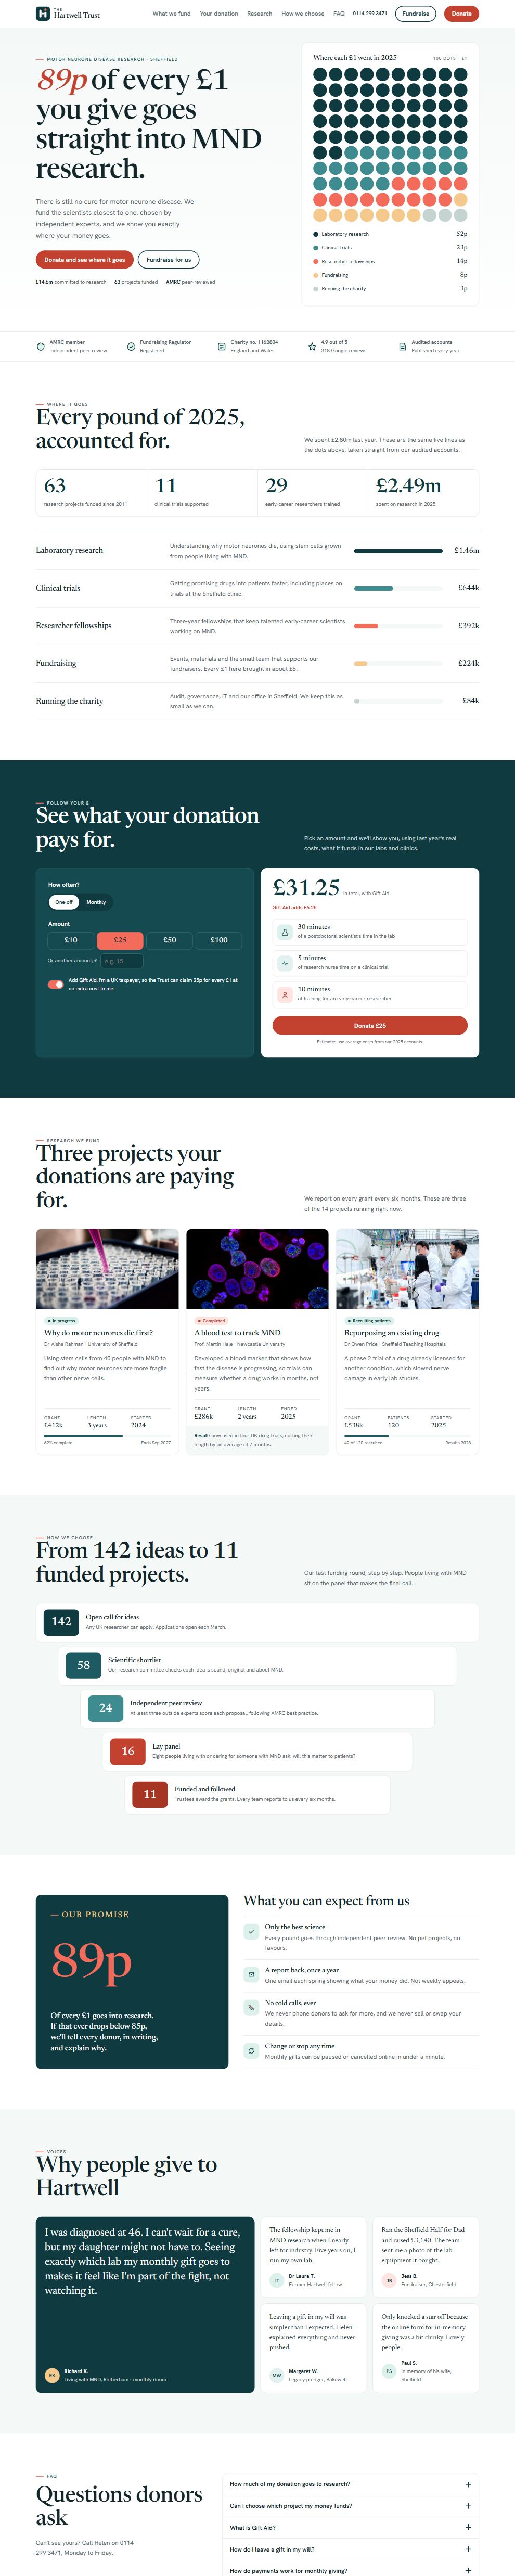 THE
Hartwell Trust
What we fund
Your donation
Research
How we choose
FAQ
0114 299 3471
Fundraise
Donate
MOTOR NEURONE DISEASE RESEARCH · SHEFFIELD
89p of every £1
you give goes
straight into MND
research.
There is still no cure for motor neurone disease. We
fund the scientists closest to one, chosen by
independent experts, and we show you exactly
where your money goes.
Donate and see where it goes
Fundraise for us
£14.6m committed to research
63 projects funded
AMRC peer-reviewed
Where each £1 went in 2025
100 DOTS = £1
Laboratory research
52p
Clinical trials
23p
Researcher fellowships
14p
Fundraising
8p
Running the charity
3p
AMRC member
Independent peer review
Fundraising Regulator
Registered
Charity no. 1162804
England and Wales
4.9 out of 5
318 Google reviews
Audited accounts
Published every year
WHERE IT GOES
Every pound of 2025,
accounted for.
We spent £2.80m last year. These are the same five lines as
the dots above, taken straight from our audited accounts.
63
research projects funded since 2011
11
clinical trials supported
29
early-career researchers trained
£2.49m
spent on research in 2025
Laboratory research
Understanding why motor neurones die, using stem cells grown
from people living with MND.
£1.46m
Clinical trials
Getting promising drugs into patients faster, including places on
trials at the Sheffield clinic.
£644k
Researcher fellowships
Three-year fellowships that keep talented early-career scientists
working on MND.
£392k
Fundraising
Events, materials and the small team that supports our
fundraisers. Every £1 here brought in about £6.
£224k
Running the charity
Audit, governance, IT and our office in Sheffield. We keep this as
small as we can.
£84k
FOLLOW YOUR £
See what your donation
pays for.
Pick an amount and we'll show you, using last year's real
costs, what it funds in our labs and clinics.
How often?
One-off
Monthly
Amount
£10
£25
£50
£100
Or another amount, £
e.g. 15
Add Gift Aid. I'm a UK taxpayer, so the Trust can claim 25p for every £1 at
no extra cost to me.
£31.25 in total, with Gift Aid
Gift Aid adds £6.25
30 minutes
of a postdoctoral scientist's time in the lab
5 minutes
of research nurse time on a clinical trial
10 minutes
of training for an early-career researcher
Donate £25
Estimates use average costs from our 2025 accounts.
RESEARCH WE FUND
Three projects your
donations are paying
for.
We report on every grant every six months. These are three
of the 14 projects running right now.
In progress
Why do motor neurones die first?
Dr Aisha Rahman · University of Sheffield
Using stem cells from 40 people with MND to
find out why motor neurones are more fragile
than other nerve cells.
GRANT
£412k
LENGTH
3 years
STARTED
2024
62% complete
Ends Sep 2027
Completed
A blood test to track MND
Prof. Martin Hale · Newcastle University
Developed a blood marker that shows how
fast the disease is progressing, so trials can
measure whether a drug works in months, not
years.
GRANT
£286k
LENGTH
2 years
ENDED
2025
Result: now used in four UK drug trials, cutting their
length by an average of 7 months.
Recruiting patients
Repurposing an existing drug
Dr Owen Price · Sheffield Teaching Hospitals
A phase 2 trial of a drug already licensed for
another condition, which slowed nerve
damage in early lab studies.
GRANT
£538k
PATIENTS
120
STARTED
2025
Results 2028
HOW WE CHOOSE
From 142 ideas to 11
funded projects.
Our last funding round, step by step. People living with MND
sit on the panel that makes the final call.
142
Open call for ideas
Any UK researcher can apply. Applications open each March.
58
Scientific shortlist
Our research committee checks each idea is sound, original and about MND.
24
Independent peer review
At least three outside experts score each proposal, following AMRC best practice.
16
Lay panel
Eight people living with or caring for someone with MND ask: will this matter to patients?
11
Funded and followed
Trustees award the grants. Every team reports to us every six months.
OUR PROMISE
89p
Of every £1 goes into research.
If that ever drops below 85p,
we'll tell every donor, in writing,
and explain why.
What you can expect from us
Only the best science
Every pound goes through independent peer review. No pet projects, no
favours.
A report back, once a year
One email each spring showing what your money did. Not weekly appeals.
No cold calls, ever
We never phone donors to ask for more, and we never sell or swap your
details.
Change or stop any time
Monthly gifts can be paused or cancelled online in under a minute.
VOICES
Why people give to
Hartwell
I was diagnosed at 46. I can't wait for a cure,
but my daughter might not have to. Seeing
exactly which lab my monthly gift goes to
makes it feel like I'm part of the fight, not
watching it.
RK
Richard K.
Living with MND, Rotherham · monthly donor
The fellowship kept me in
MND research when I nearly
left for industry. Five years on, I
run my own lab.
LT
Dr Laura T.
Former Hartwell fellow
Ran the Sheffield Half for Dad
and raised £3,140. The team
sent me a photo of the lab
equipment it bought.
JB
Jess B.
Fundraiser, Chesterfield
Leaving a gift in my will was
simpler than I expected. Helen
explained everything and never
pushed.
MW
Margaret W.
Legacy pledger, Bakewell
Only knocked a star off because
the online form for in-memory
giving was a bit clunky. Lovely
people.
PS
Paul S.
In memory of his wife,
Sheffield
FAQ
Questions donors
ask
Can't see yours? Call Helen on 0114
299 3471, Monday to Friday.
How much of my donation goes to research?
Can I choose which project my money funds?
What is Gift Aid?
How do I leave a gift in my will?
How do payments work for monthly giving?